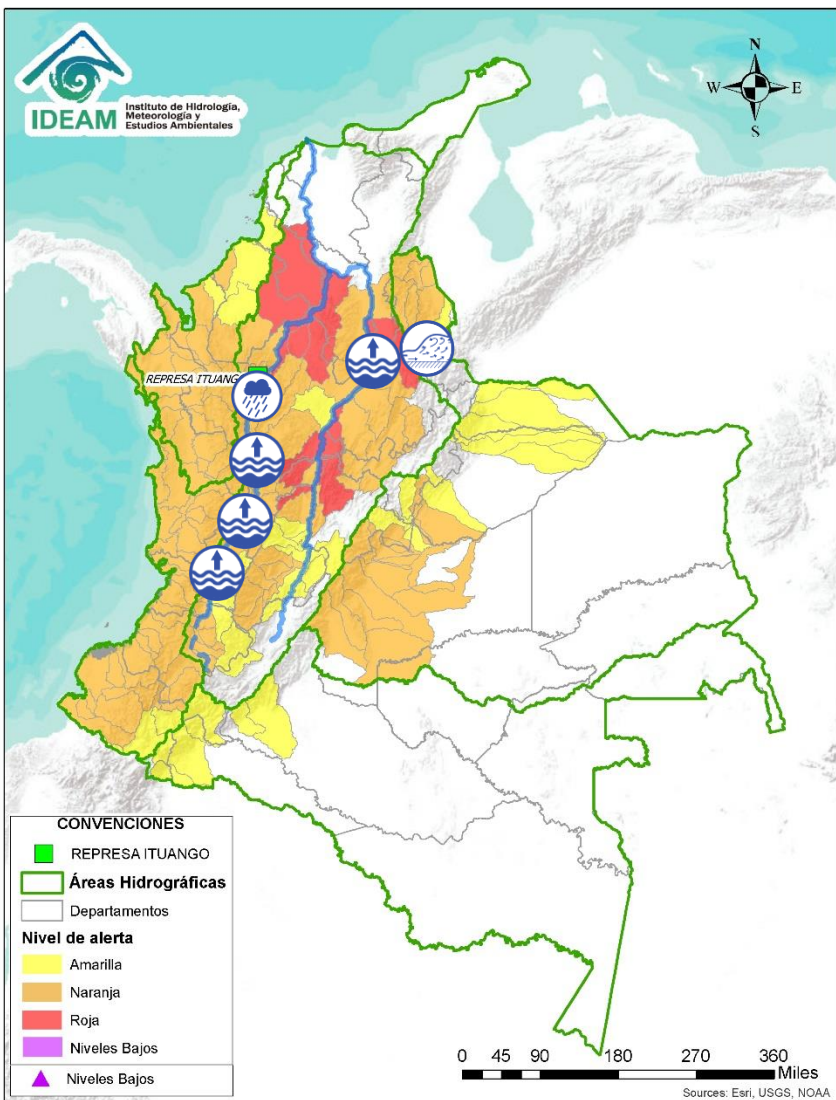 IDEAM
Instituto de Hidrología,
Meteorología y
Estudios Ambientales
N
W
E
S
REPRESA ITUANG
CONVENCIONES
REPRESA ITUANGO
Áreas Hidrográficas
Departamentos
Nivel de alerta
Amarilla
Naranja
Roja
Niveles Bajos
Niveles Bajos
0 45 90 180 270 360
Miles
Sources: Esri, USGS, NOAA